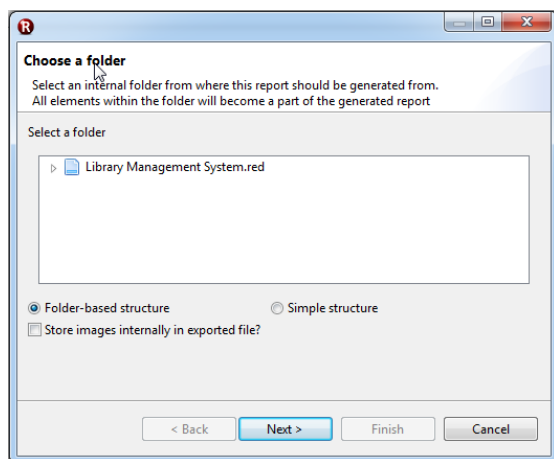 R
Choose a folder
Select an internal folder from where this report should be generated from.
All elements within the folder will become a part of the generated report
Select a folder
Library Management System.red
Folder-based structure
Simple structure
Store images internally in exported file?
< Back
Next >
Finish
Cancel